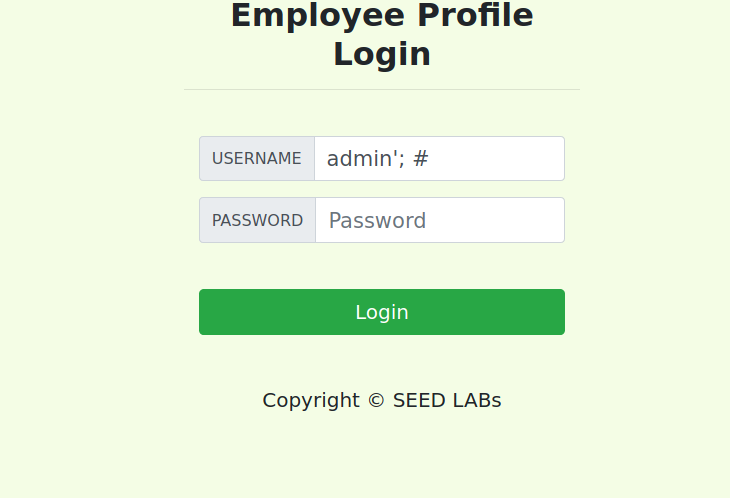 Employee Profile
Login
USERNAME admin'; #
PASSWORD Password
Login
Copyright © SEED LABs